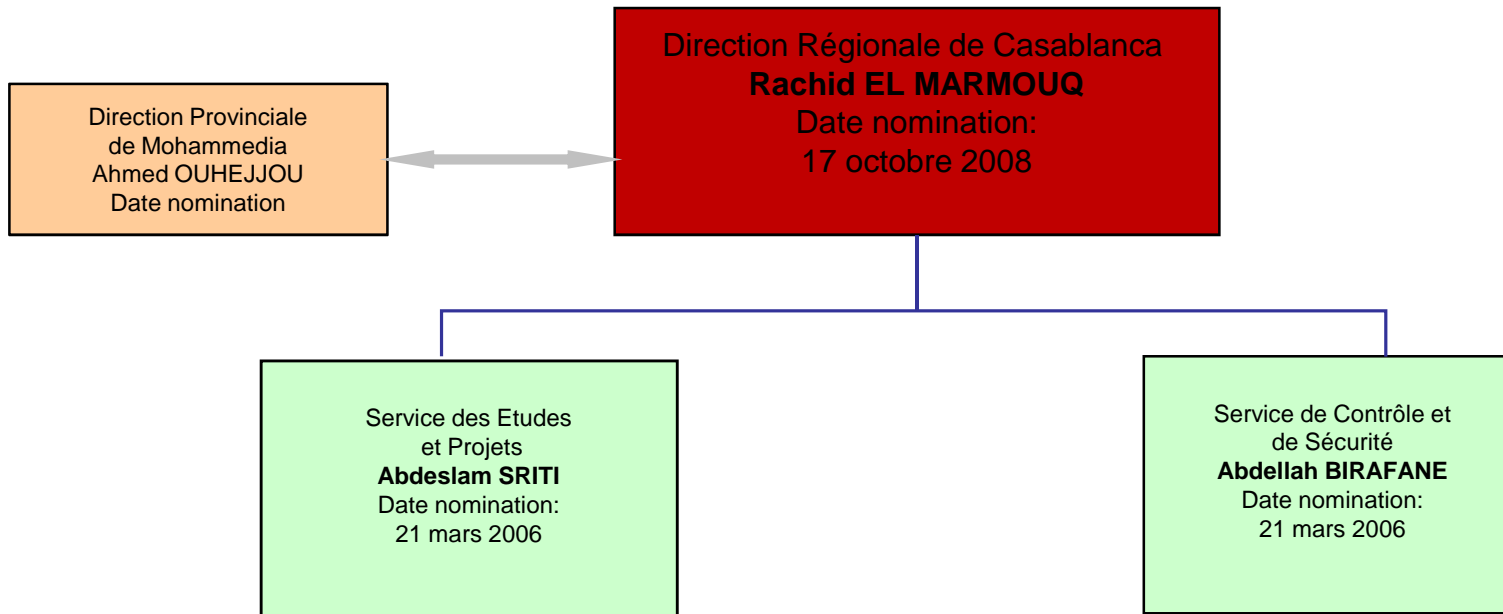 Direction Régionale de Casablanca
Rachid EL MARMOUQ
Date nomination:
17 octobre 2008
Direction Provinciale
de Mohammedia
Ahmed OUHEJJOU
Date nomination
Service des Etudes
et Projets
Abdeslam SRITI
Date nomination:
21 mars 2006
Service de Contrôle et
de Sécurité
Abdellah BIRAFANE
Date nomination:
21 mars 2006